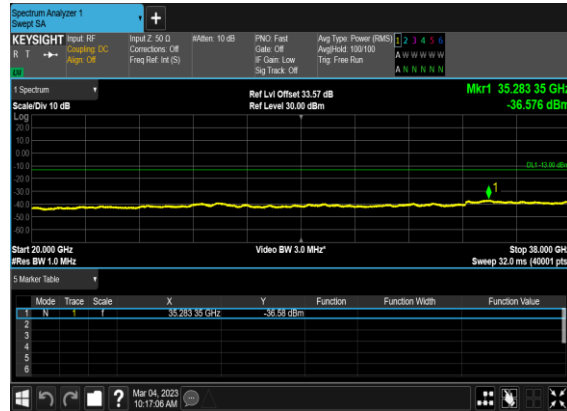 Spectrum Analyzer 1
Swept SA
+
KEYSIGHT Input: RF Input Z: 50 Ω #Atten: 10 dB PNO: Fast Avg Type: Power (RMS) 1 2 3 4 5 6
R T Coupling: DC Corrections: Off Gate: Off Avg|Hold: 100/100 A W W W W W
Align: Off Freq Ref: Int (S) IF Gain: Low Trig: Free Run
Sig Track: Off A N N N N N
1 Spectrum Ref Lvl Offset 33.57 dB Mkr1 35.283 35 GHz
Scale/Div 10 dB Ref Level 30.00 dBm -36.576 dBm
Log
20.0
10.0
0.00
-10.0 DL1 -13.00 dBm
-20.0
-30.0 1
-40.0
-50.0
-60.0
Start 20.000 GHz Video BW 3.0 MHz* Stop 38.000 GHz
#Res BW 1.0 MHz Sweep 32.0 ms (40001 pts
5 Marker Table
Mode Trace Scale X Y Function Function Width Function Value
1 N 1 f 35.283 35 GHz -36.58 dBm
2
3
4
5
6
? Mar 04, 2023
10:17:06 AM